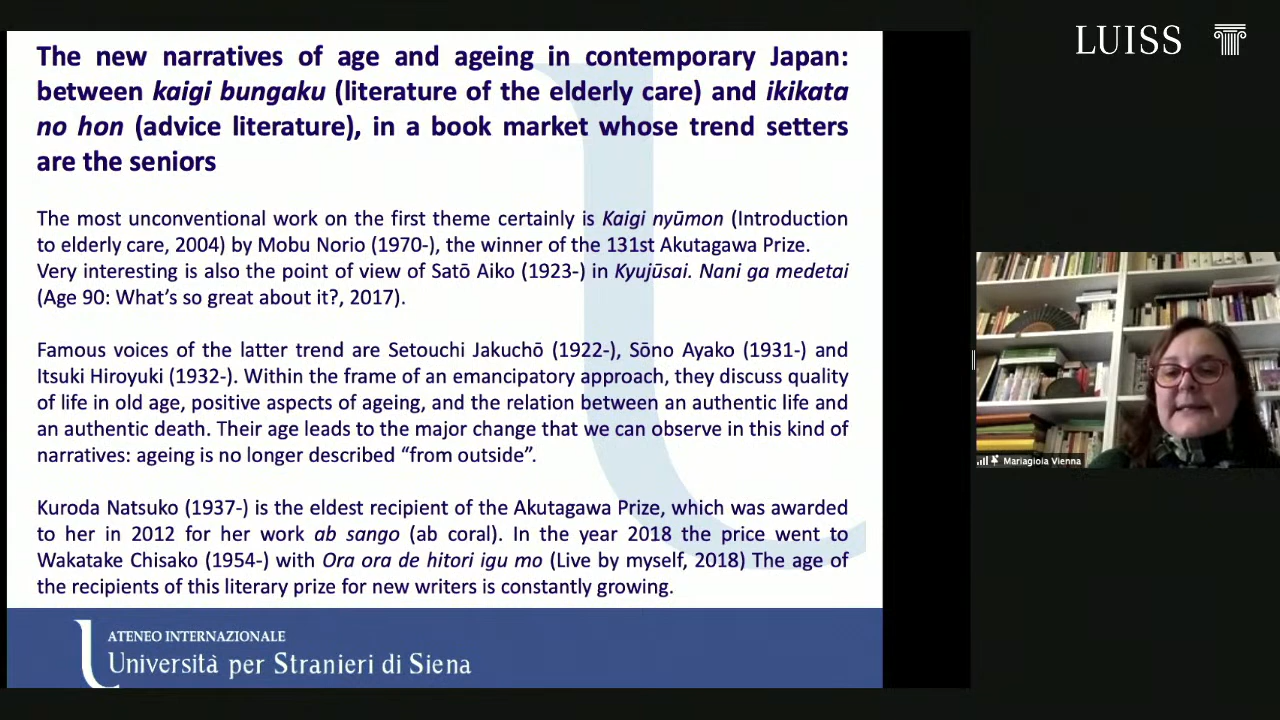 The new narratives of age and ageing in contemporary Japan:
between kaigi bungaku (literature of the elderly care) and ikikata
no hon (advice literature), in a book market whose trend setters
are the seniors
The most unconventional work on the first theme certainly is Kaigi nyūmon (Introduction
to elderly care, 2004) by Mobu Norio (1970-), the winner of the 131st Akutagawa Prize.
Very interesting is also the point of view of Satō Aiko (1923-) in Kyujūsai. Nani ga medetai
(Age 90: What's so great about it?, 2017).
Famous voices of the latter trend are Setouchi Jakuchō (1922-), Sōno Ayako (1931-) and
Itsuki Hiroyuki (1932-). Within the frame of an emancipatory approach, they discuss quality
of life in old age, positive aspects of ageing, and the relation between an authentic life and
an authentic death. Their age leads to the major change that we can observe in this kind of
narratives: ageing is no longer described “from outside”.
Kuroda Natsuko (1937-) is the eldest recipient of the Akutagawa Prize, which was awarded
to her in 2012 for her work ab sango (ab coral). In the year 2018 the price went to
Wakatake Chisako (1954-) with Ora ora de hitori igu mo (Live by myself, 2018) The age of
the recipients of this literary prize for new writers is constantly growing.
ATENEO INTERNAZIONALE
Università per Stranieri di Siena
LUISS
Mariagioia Vienna